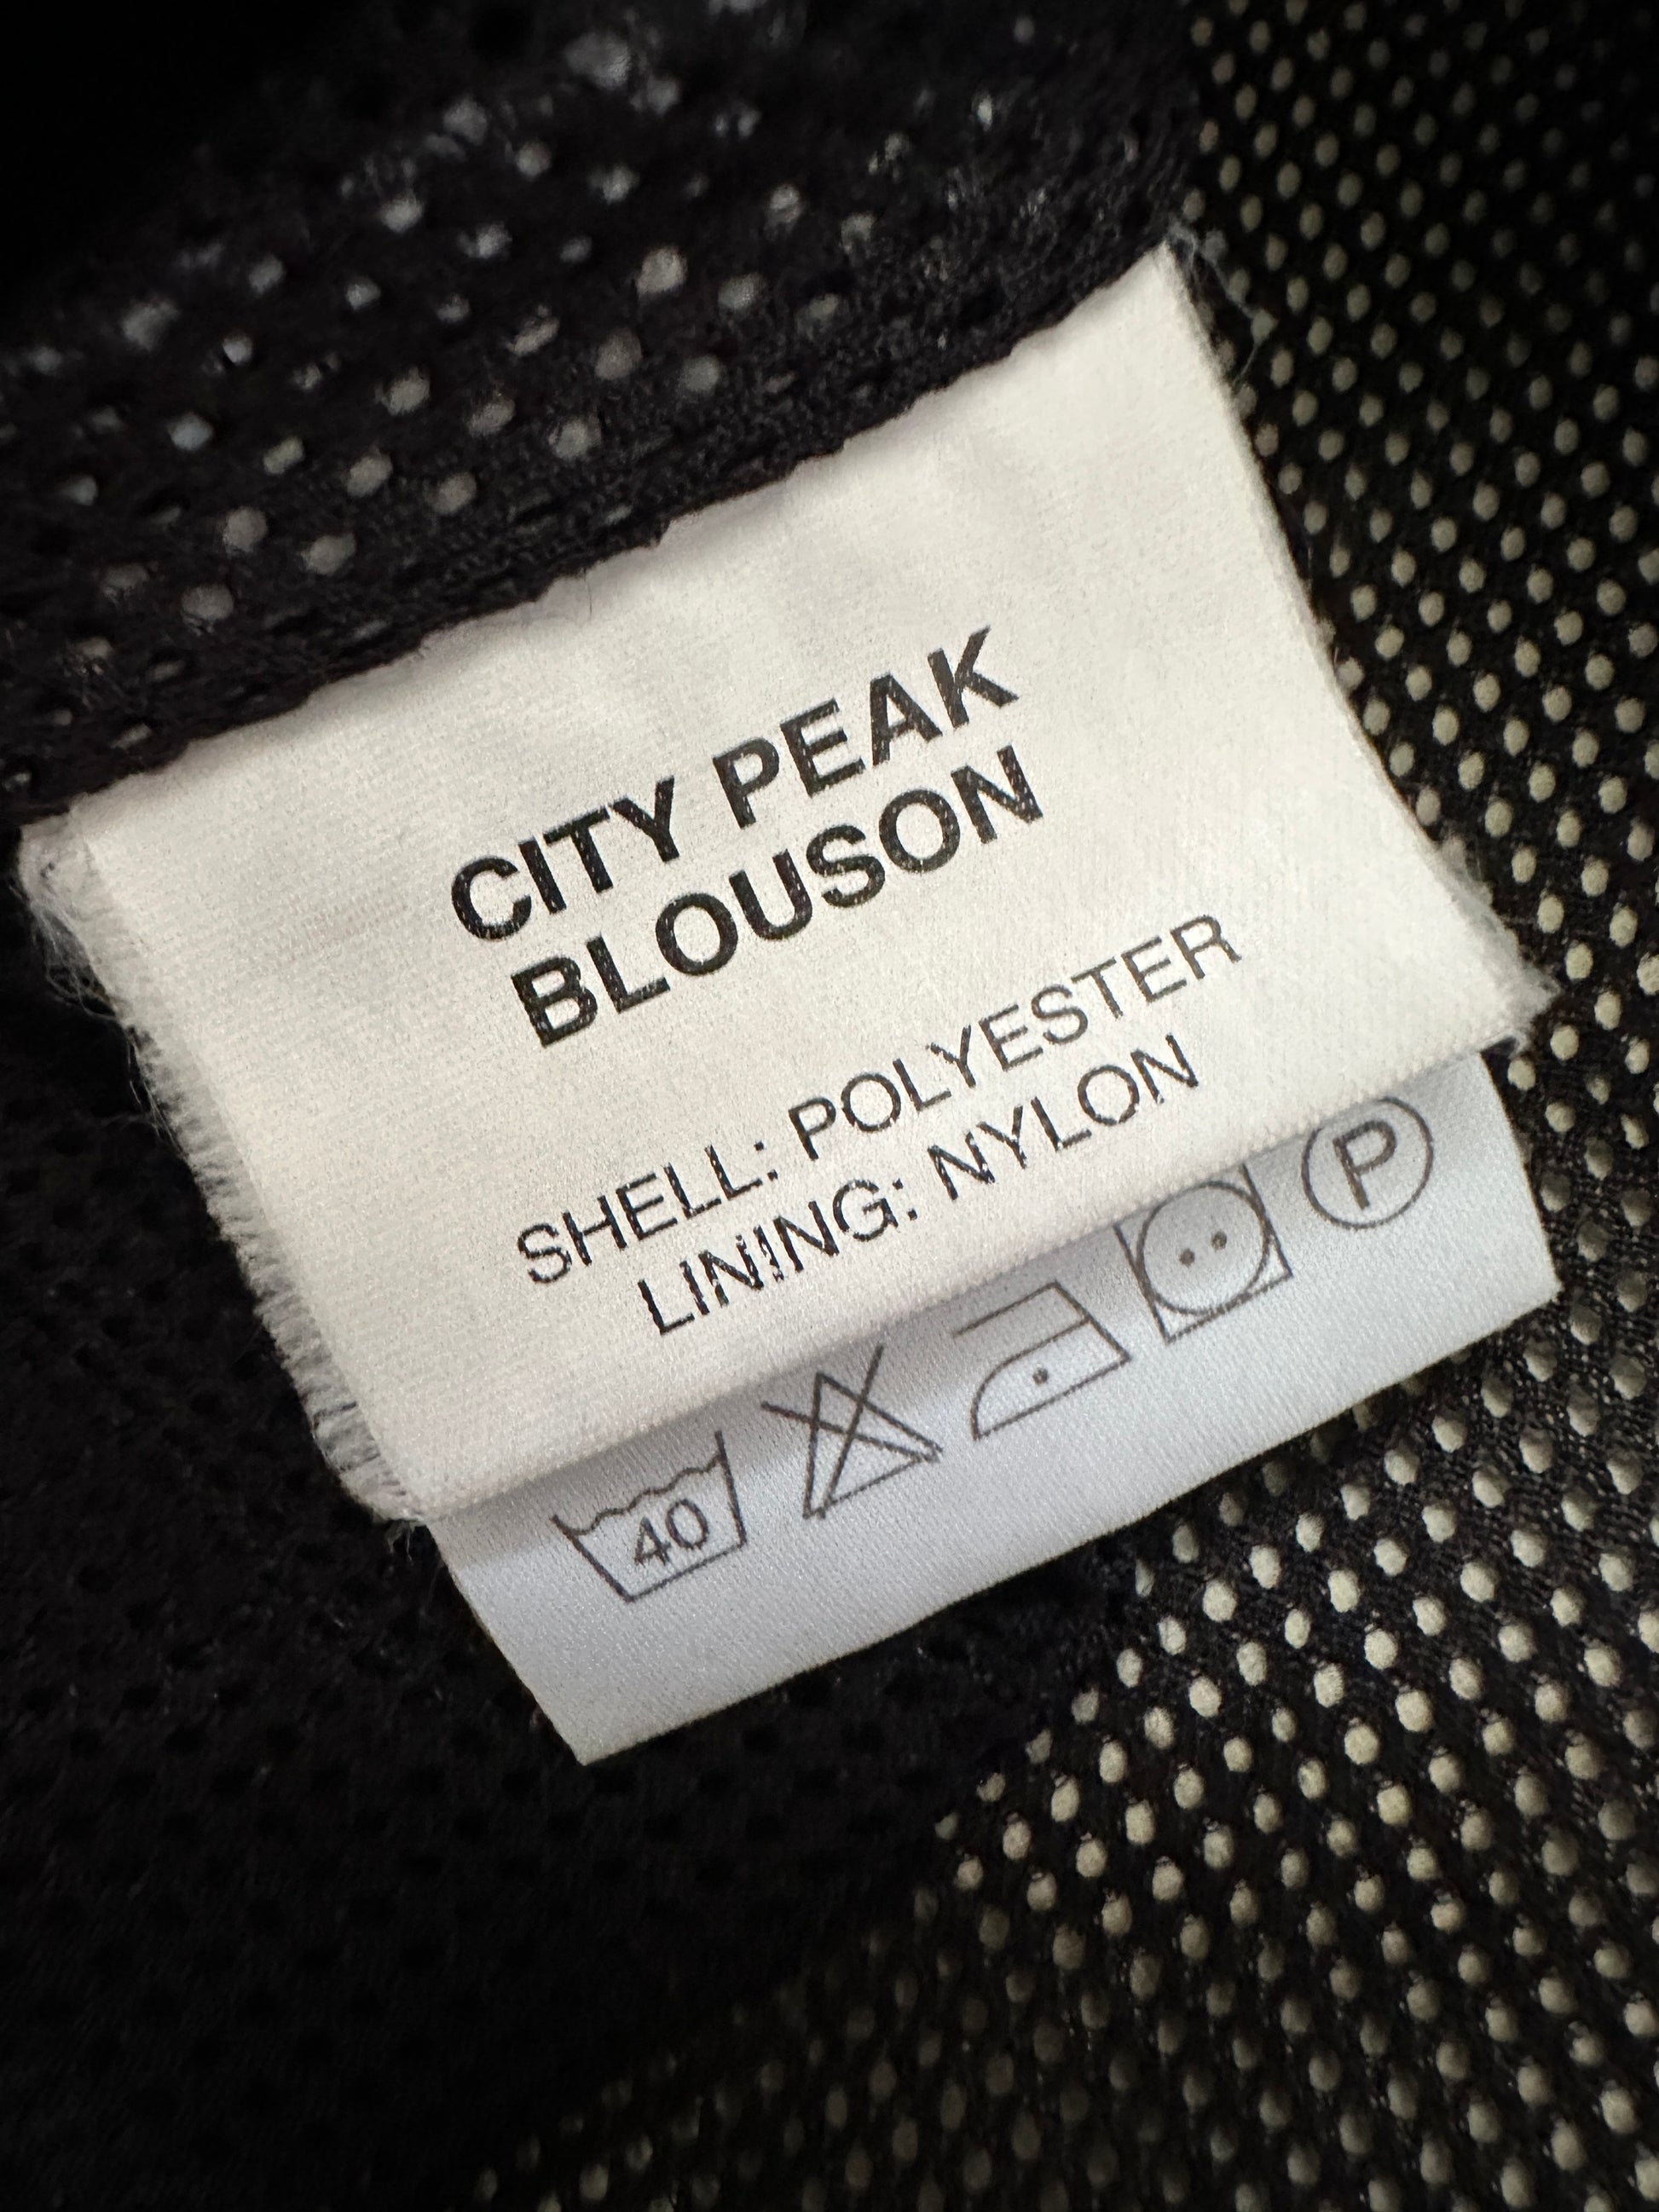 CITY PEAK
BLOUSON
SHELL: POLYESTER
LINING: NYLON
40
P